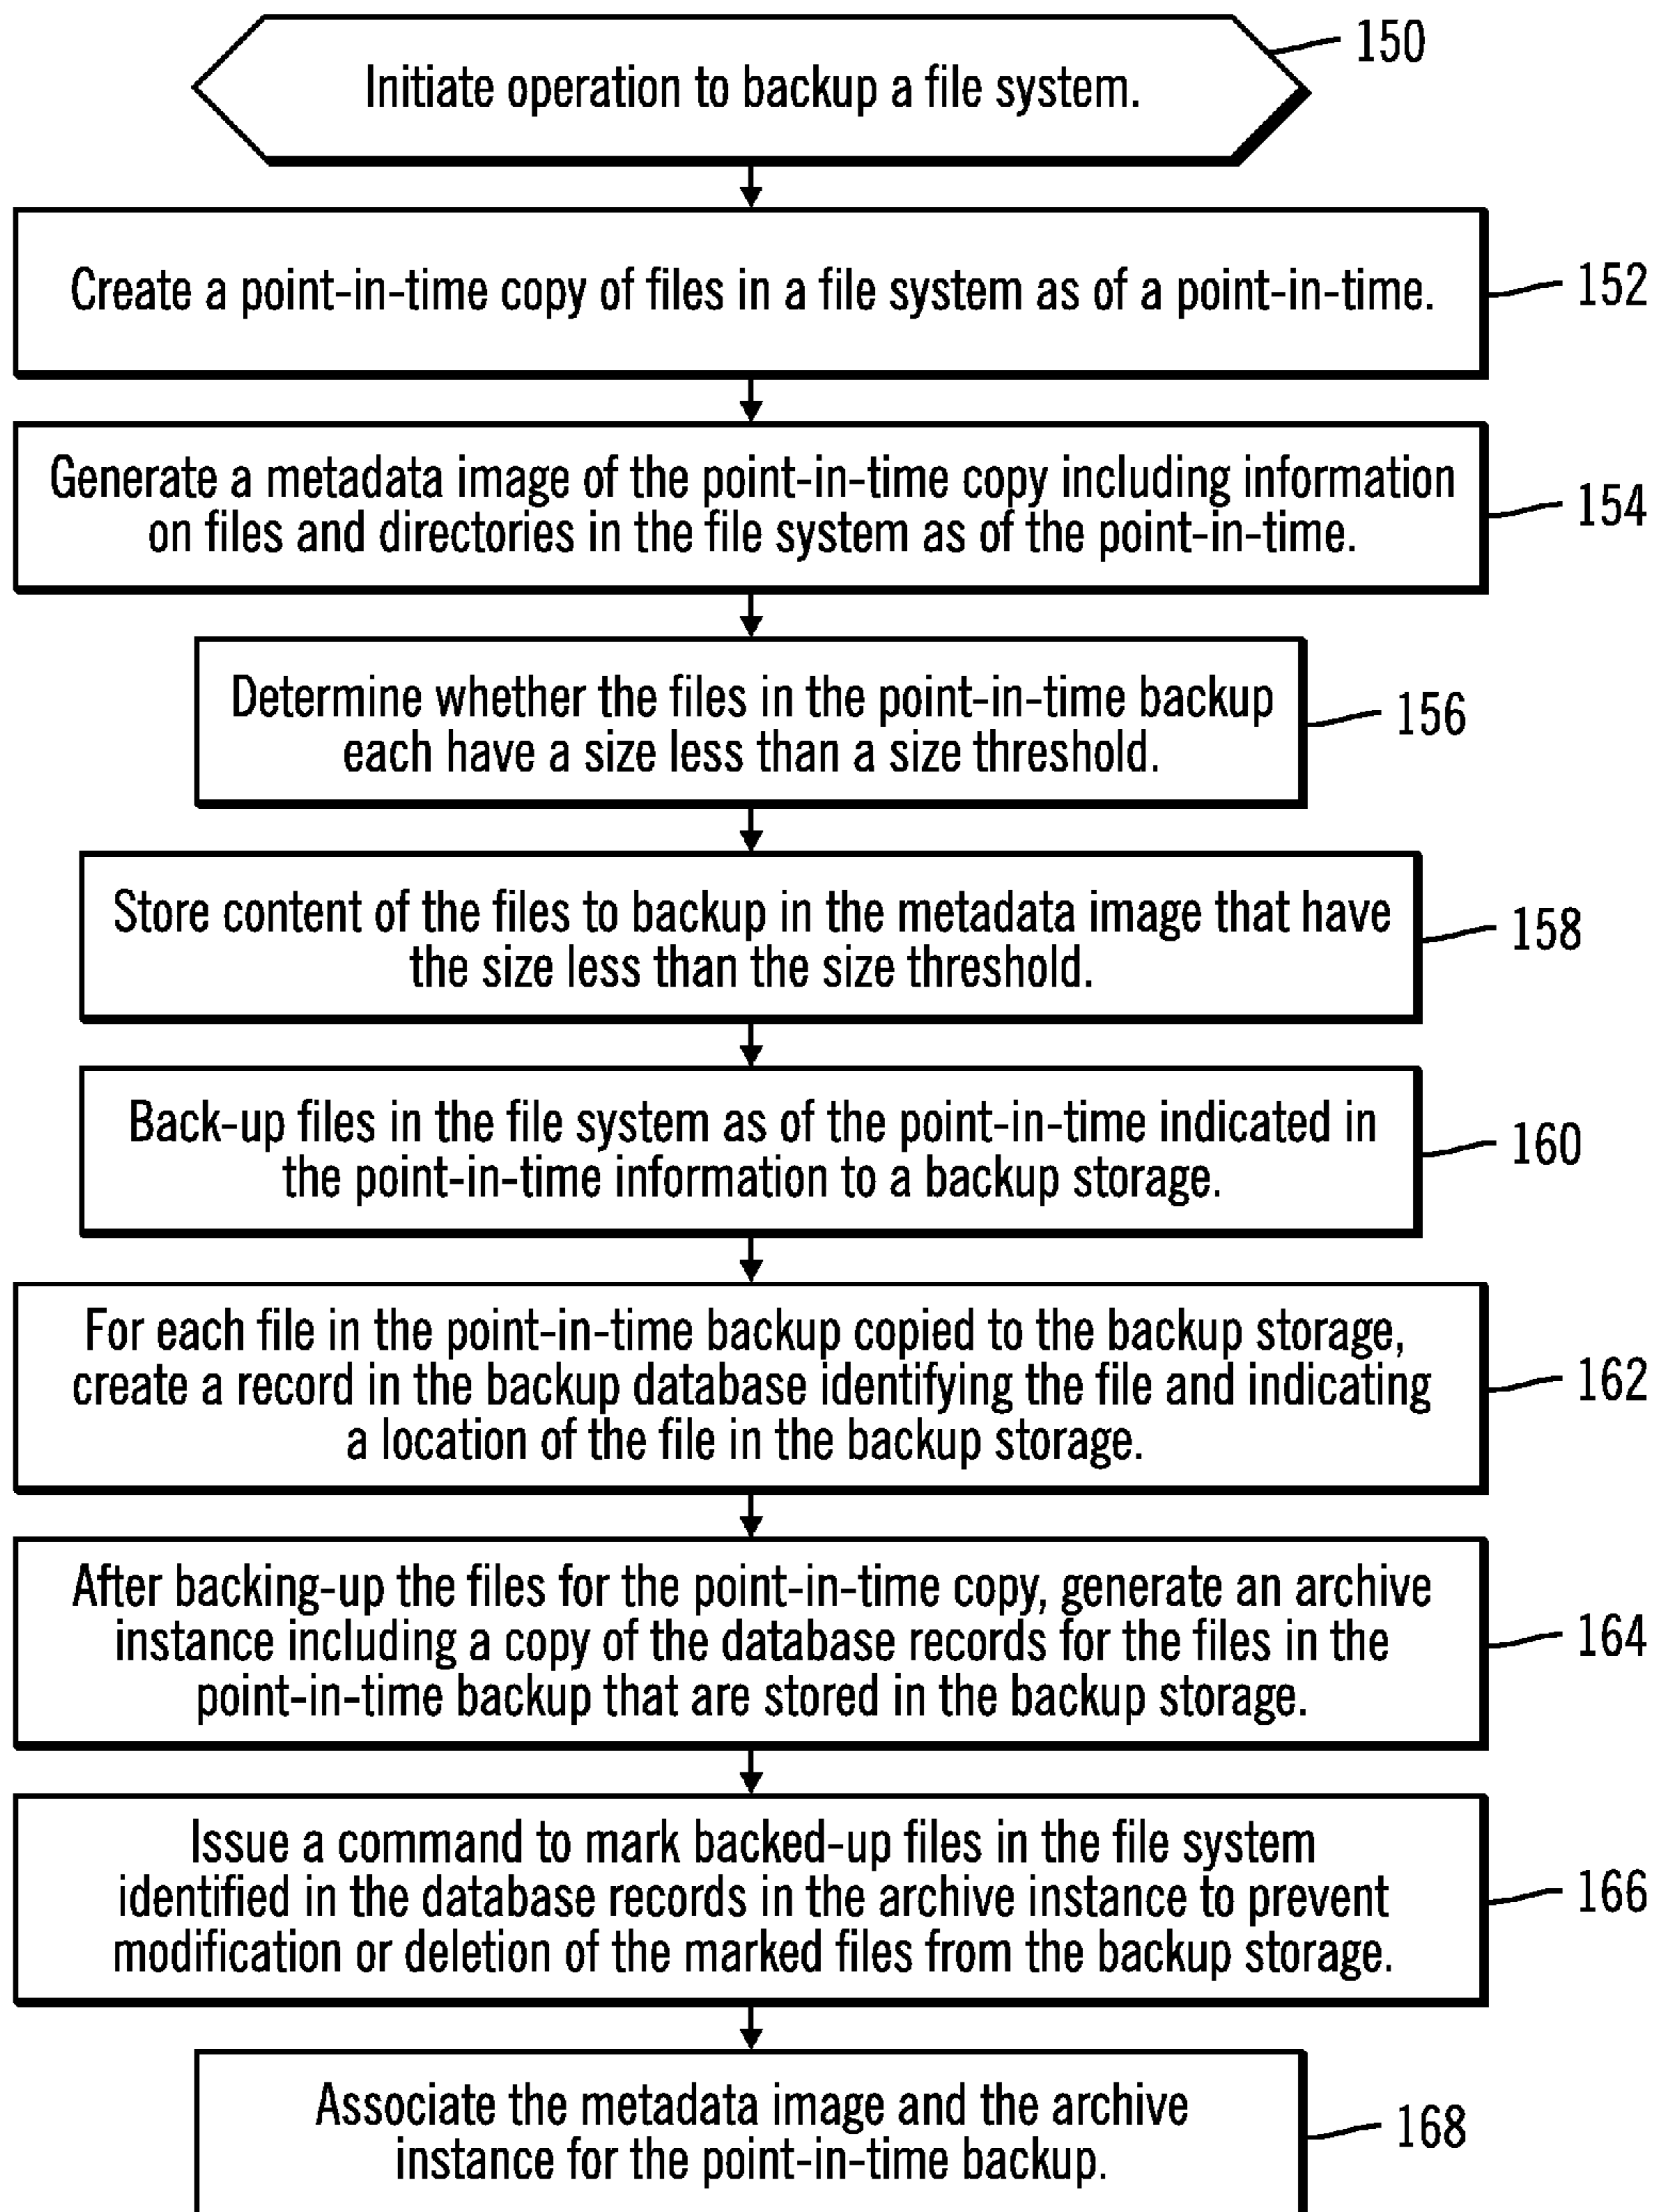 Initiate operation to backup a file system.
150
Create a point-in-time copy of files in a file system as of a point-in-time.
152
Generate a metadata image of the point-in-time copy including information
on files and directories in the file system as of the point-in-time.
154
Determine whether the files in the point-in-time backup
each have a size less than a size threshold.
156
Store content of the files to backup in the metadata image that have
the size less than the size threshold.
158
Back-up files in the file system as of the point-in-time indicated in
the point-in-time information to a backup storage.
160
For each file in the point-in-time backup copied to the backup storage,
create a record in the backup database identifying the file and indicating
a location of the file in the backup storage.
162
After backing-up the files for the point-in-time copy, generate an archive
instance including a copy of the database records for the files in the
point-in-time backup that are stored in the backup storage.
164
Issue a command to mark backed-up files in the file system
identified in the database records in the archive instance to prevent
modification or deletion of the marked files from the backup storage.
166
Associate the metadata image and the archive
instance for the point-in-time backup.
168